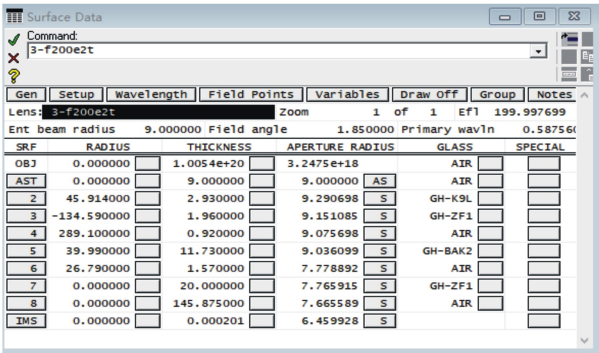 Surface Data
Command:
3-f200e2t
Gen Setup Wavelength Field Points Variables Draw Off Group Notes
Lens: 3-f200e2t Zoom 1 of 1 Efl 199.997699
Ent beam radius 9.000000 Field angle 1.850000 Primary wavln 0.58756
SRF RADIUS THICKNESS APERTURE RADIUS GLASS SPECIAL
OBJ 0.000000 1.0054e+20 3.2475e+18 AIR
AST 0.000000 9.000000 9.000000 AS AIR
2 45.914000 2.930000 9.290698 S GH-K9L
3 -134.590000 1.960000 9.151085 S GH-ZF1
4 289.100000 0.920000 9.075698 S AIR
5 39.990000 11.730000 9.036099 S GH-BAK2
6 26.790000 1.570000 7.778892 S AIR
7 0.000000 20.000000 7.765915 S GH-ZF1
8 0.000000 145.875000 7.665589 S AIR
IMS 0.000000 0.000201 6.459928 S